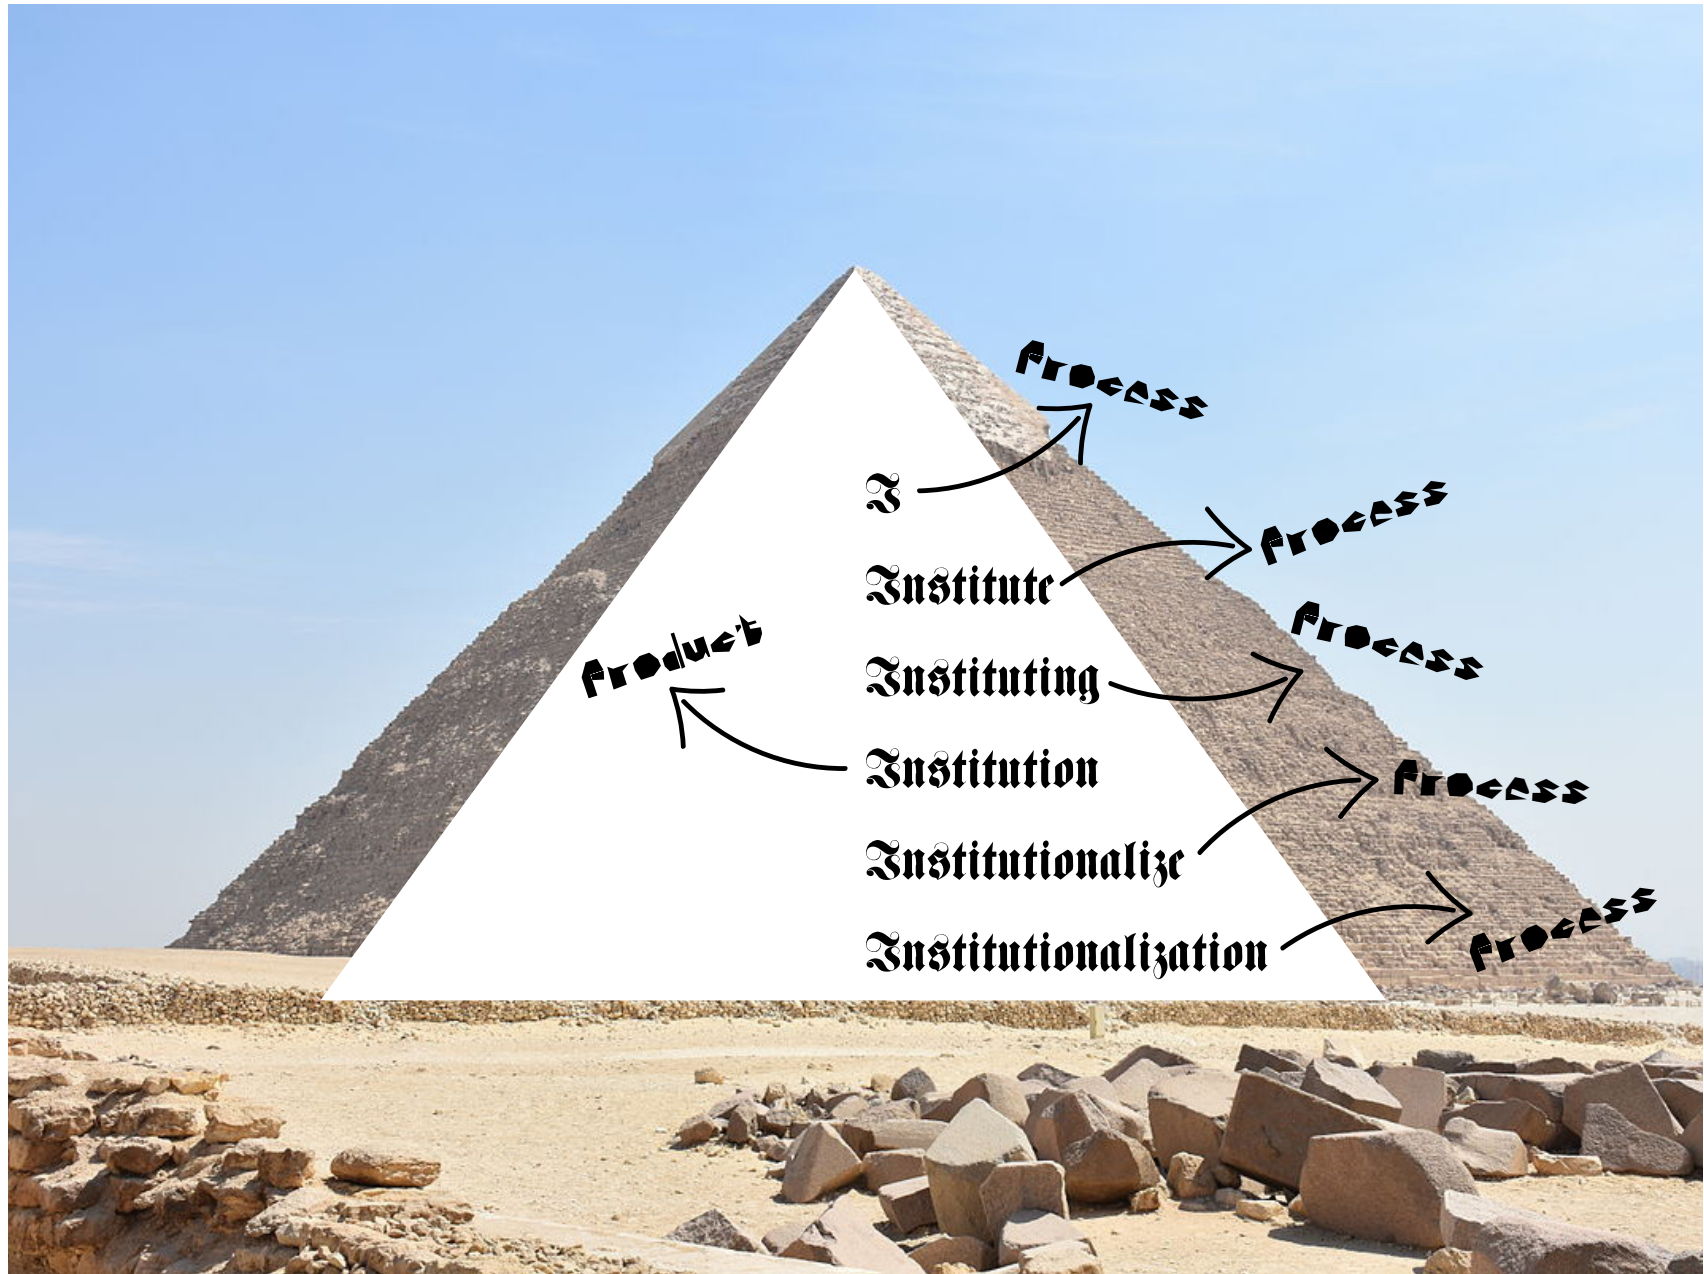 Process
I
Process
Institute
Process
Product
Instituting
Institution
Process
Institutionalize
Process
Institutionalization